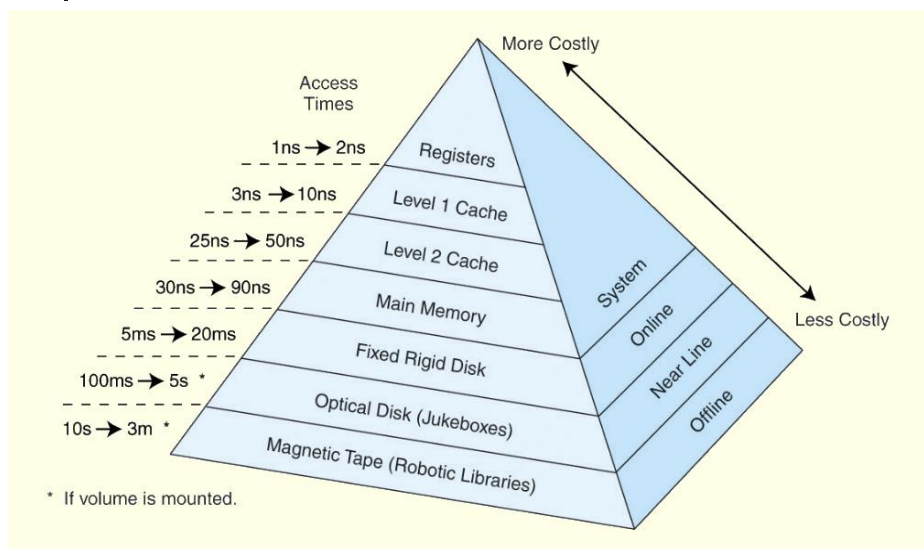 More Costly
Access
Times
1ns → 2ns
Registers
3ns → 10ns
Level 1 Cache
25ns → 50ns
Level 2 Cache
System
30ns → 90ns
Main Memory
Online
Less Costly
5ms → 20ms
Fixed Rigid Disk
Near Line
100ms → 5s *
Optical Disk (Jukeboxes)
Offline
10s → 3m *
Magnetic Tape (Robotic Libraries)
* If volume is mounted.